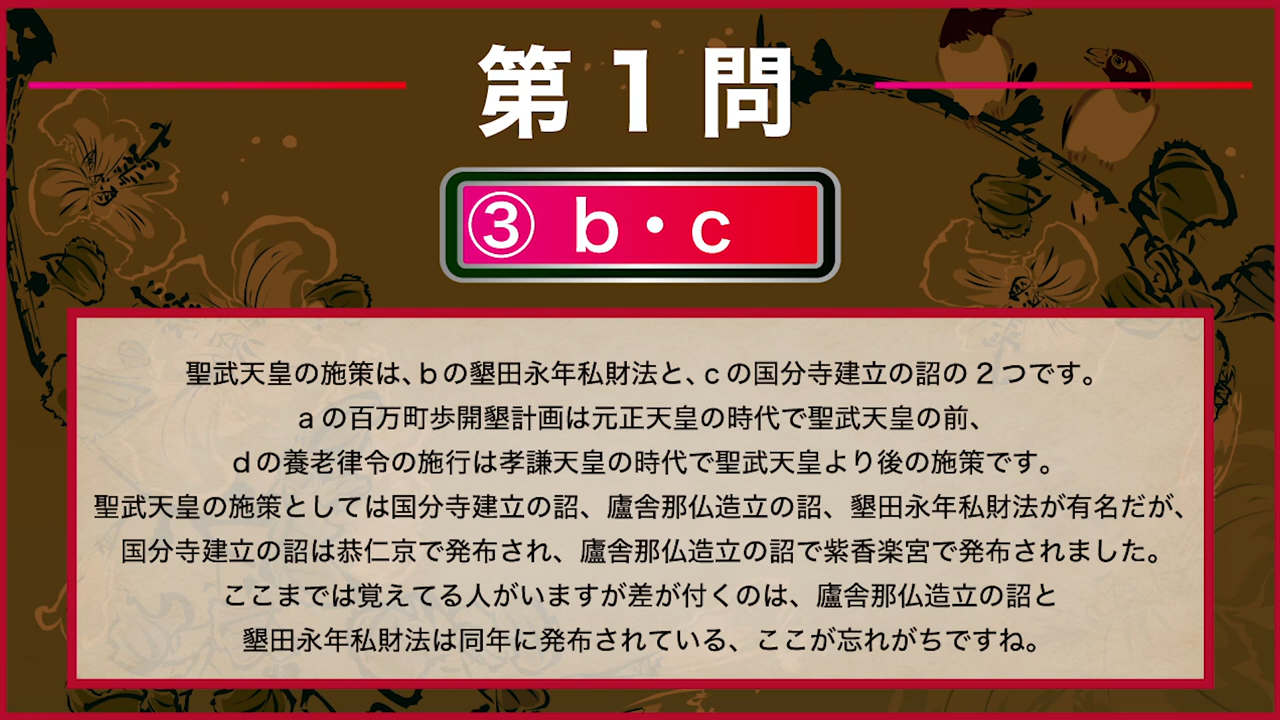 第1問
③ b・c
聖武天皇の施策は、bの墾田永年私財法と、cの国分寺建立の詔の2つです。
aの百万町歩開墾計画は元正天皇の時代で聖武天皇の前、
dの養老律令の施行は孝謙天皇の時代で聖武天皇より後の施策です。
聖武天皇の施策としては国分寺建立の詔、廬舎那仏造立の詔、墾田永年私財法が有名だが、
国分寺建立の詔は恭仁京で発布され、廬舎那仏造立の詔で紫香楽宮で発布されました。
ここまでは覚えてる人がいますが差が付くのは、廬舎那仏造立の詔と
墾田永年私財法は同年に発布されている、ここが忘れがちですね。